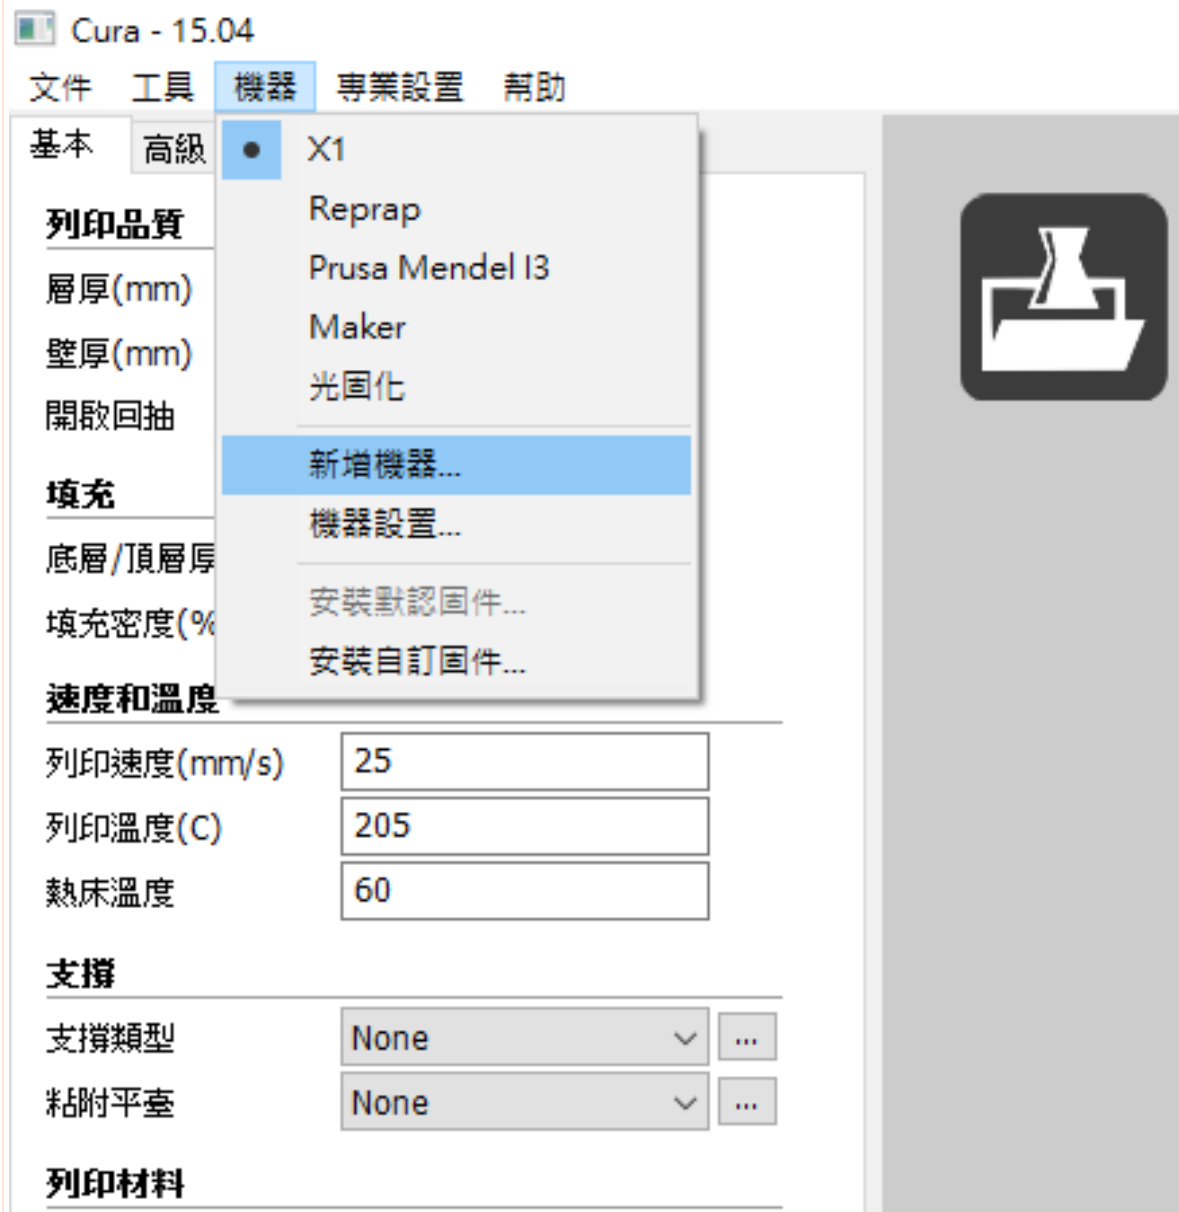 Cura - 15.04
文件 工具 機器 專業設置 幫助
基本 高級
X1
Reprap
Prusa Mendel I3
Maker
光固化
新增機器...
機器設置...
安裝默認固件...
安裝自訂固件...
列印品質
層厚(mm)
壁厚(mm)
開啟回抽
填充
底層/頂層厚
填充密度(%
速度和溫度
列印速度(mm/s) 25
列印溫度(C) 205
熱床溫度 60
支撐
支撐類型 None ...
粘附平臺 None ...
列印材料